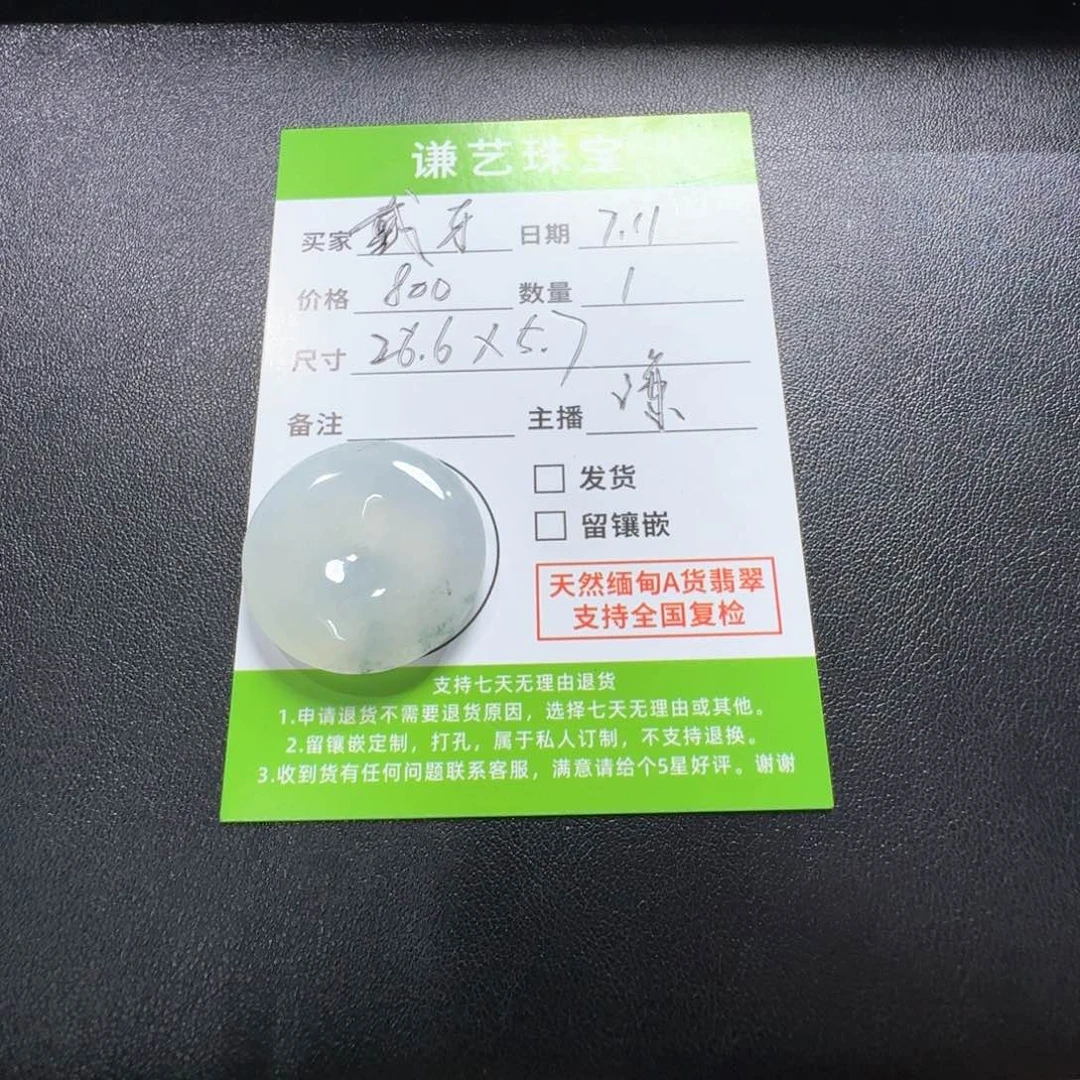 谦艺珠宝
买家 戴牙 日期 7.11
价格 800 数量 1
尺寸 28.6×5.7
备注 主播 谦
发货
留镶嵌
天然缅甸A货翡翠
支持全国复检
支持七天无理由退货
1.申请退货不需要退货原因，选择七天无理由或其他。
2.留镶嵌定制，打孔，属于私人订制，不支持退换。
3.收到货有任何问题联系客服，满意请给个5星好评。谢谢